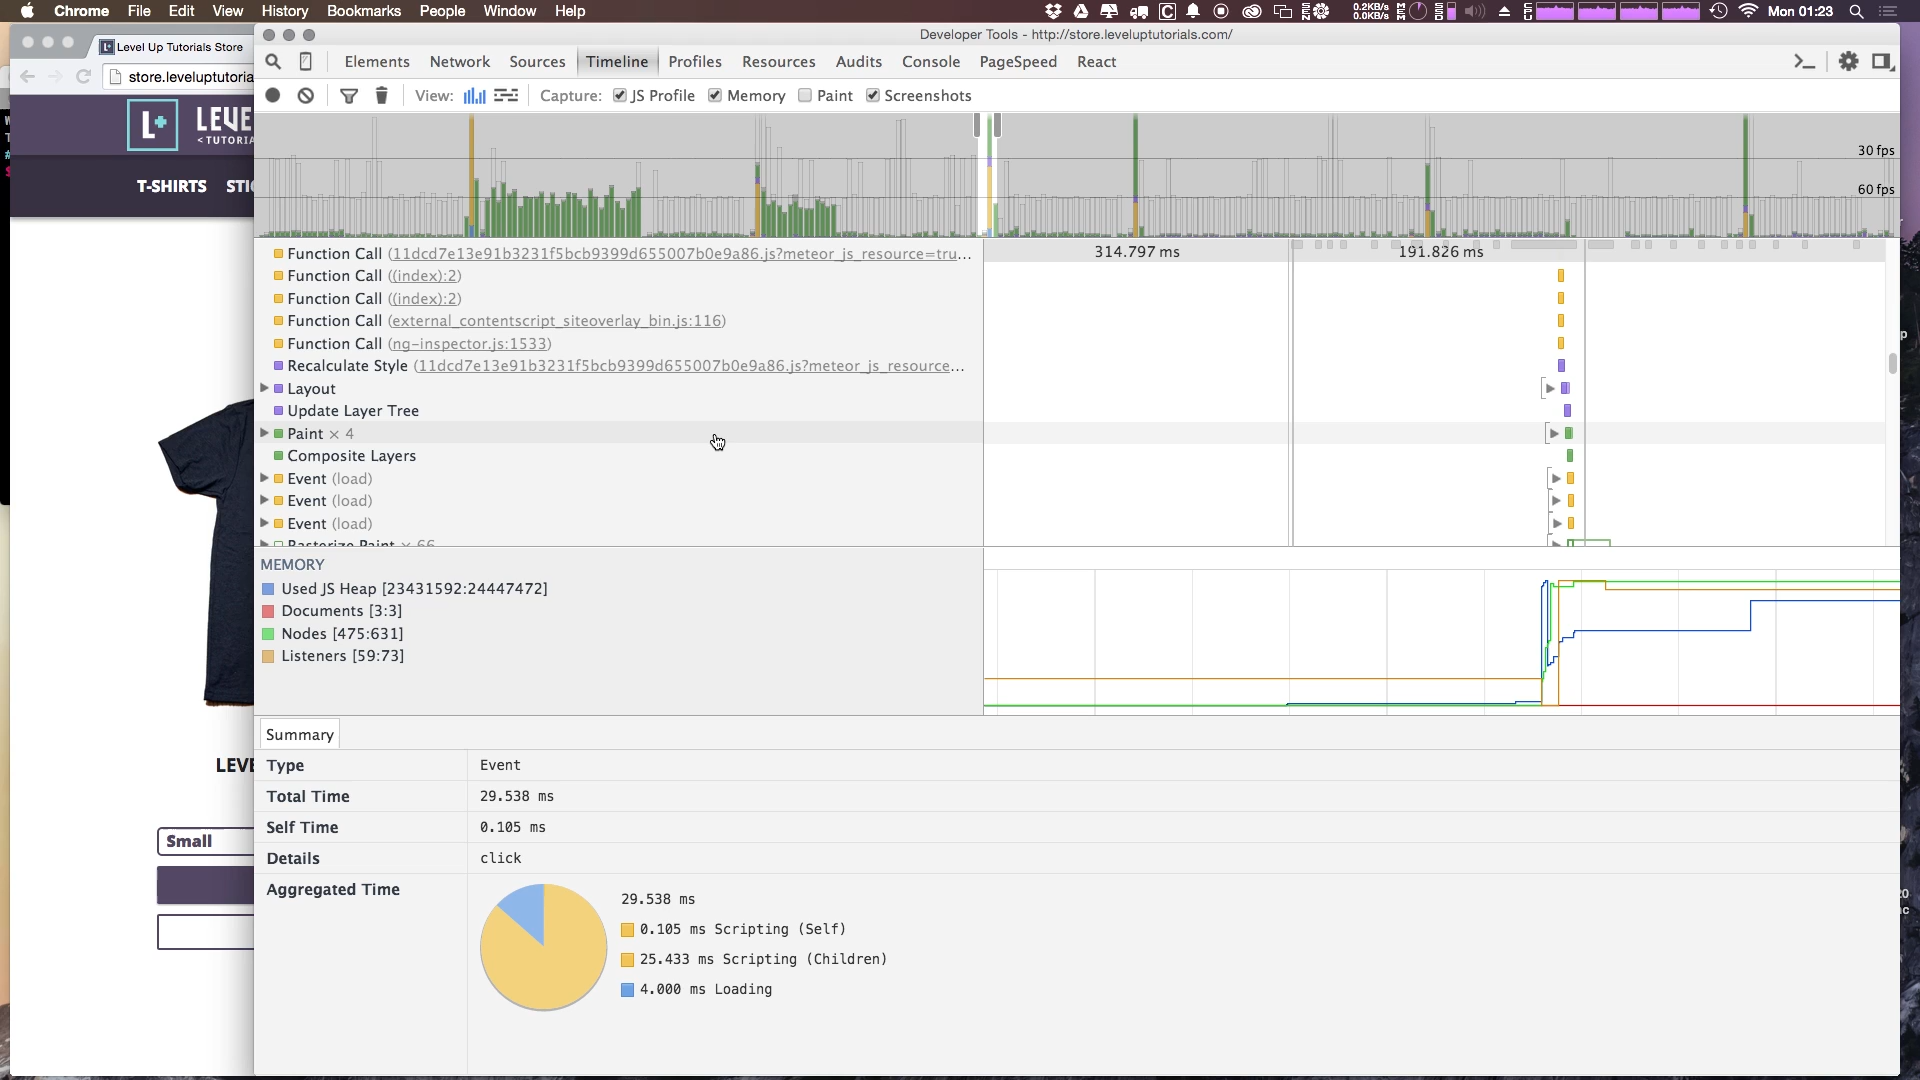 Chrome File Edit View History Bookmarks People Window Help
0.2KB/s
0.0KB/s
Mon 01:23
Level Up Tutorials Store
Developer Tools - http://store.leveluptutorials.com/
store.leveluptutoria
Elements Network Sources Timeline Profiles Resources Audits Console PageSpeed React
View: Capture: JS Profile Memory Paint Screenshots
L+ LEVE
<TUTORIA
T-SHIRTS STIC
30 fps
60 fps
314.797 ms 191.826 ms
Function Call (11dcd7e13e91b3231f5bcb9399d655007b0e9a86.js?meteor_js_resource=tru...
Function Call ((index):2)
Function Call ((index):2)
Function Call (external_contentscript_siteoverlay_bin.js:116)
Function Call (ng-inspector.js:1533)
Recalculate Style (11dcd7e13e91b3231f5bcb9399d655007b0e9a86.js?meteor_js_resource...
Layout
Update Layer Tree
Paint × 4
Composite Layers
Event (load)
Event (load)
Event (load)
Rasterize Paint × 66
MEMORY
Used JS Heap [23431592:24447472]
Documents [3:3]
Nodes [475:631]
Listeners [59:73]
Summary
LEVE
Type Event
Total Time 29.538 ms
Self Time 0.105 ms
Small
Details click
Aggregated Time
29.538 ms
0.105 ms Scripting (Self)
25.433 ms Scripting (Children)
4.000 ms Loading